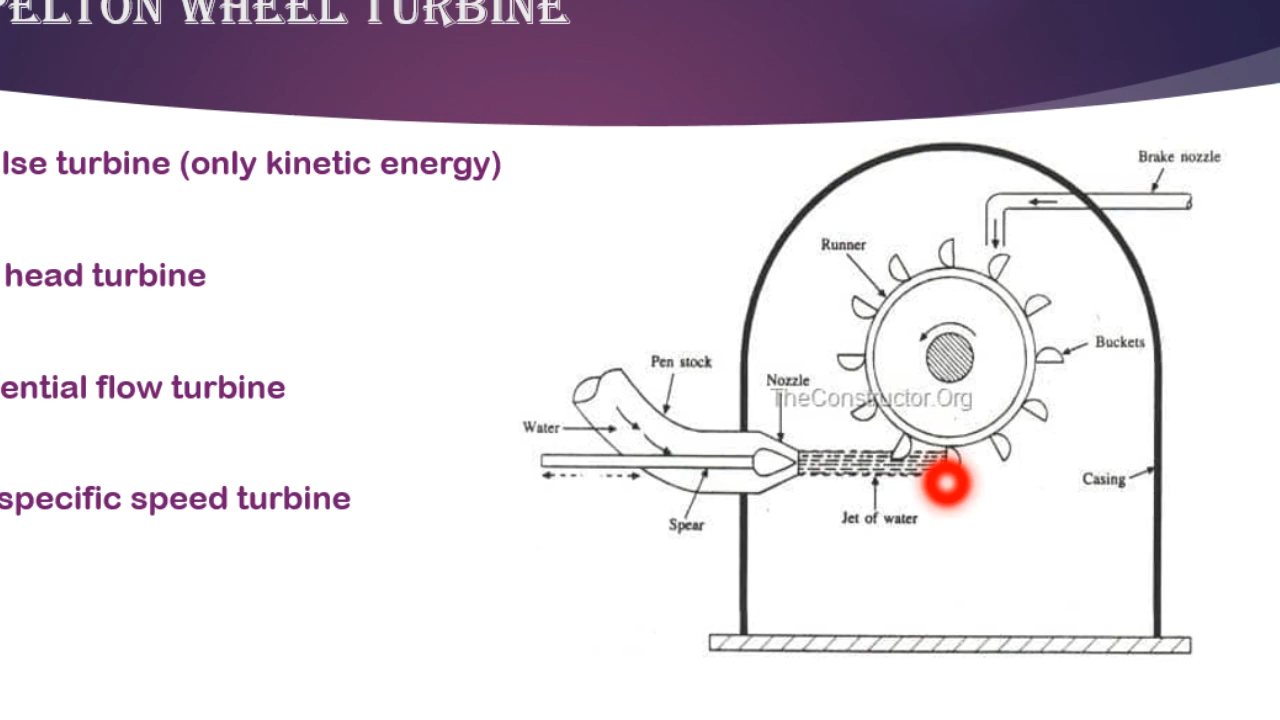 PELTON WHEEL TURBINE
lse turbine (only kinetic energy)
head turbine
ential flow turbine
specific speed turbine
Brake nozzle
Runner
Buckets
Pen stock
Nozzle
TheConstructor.Org
Water
Casing
Jet of water
Spear